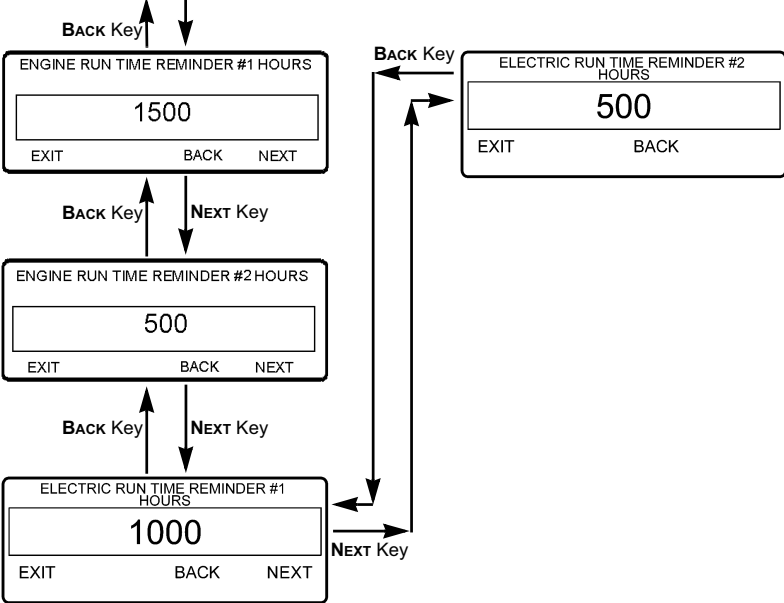 BACK Key
ENGINE RUN TIME REMINDER #1 HOURS
1500
EXIT BACK NEXT
BACK Key NEXT Key
ENGINE RUN TIME REMINDER #2 HOURS
500
EXIT BACK NEXT
BACK Key NEXT Key
ELECTRIC RUN TIME REMINDER #1
HOURS
1000
EXIT BACK NEXT
NEXT Key
BACK Key
ELECTRIC RUN TIME REMINDER #2
HOURS
500
EXIT BACK